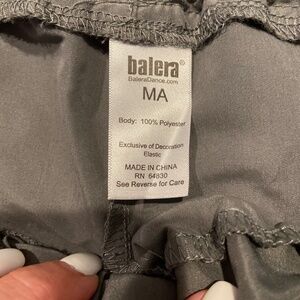 balera®
BaleraDance.com
MA
Body: 100% Polyester
Exclusive of Decoration
Elastic
MADE IN CHINA
RN 64830
See Reverse for Care